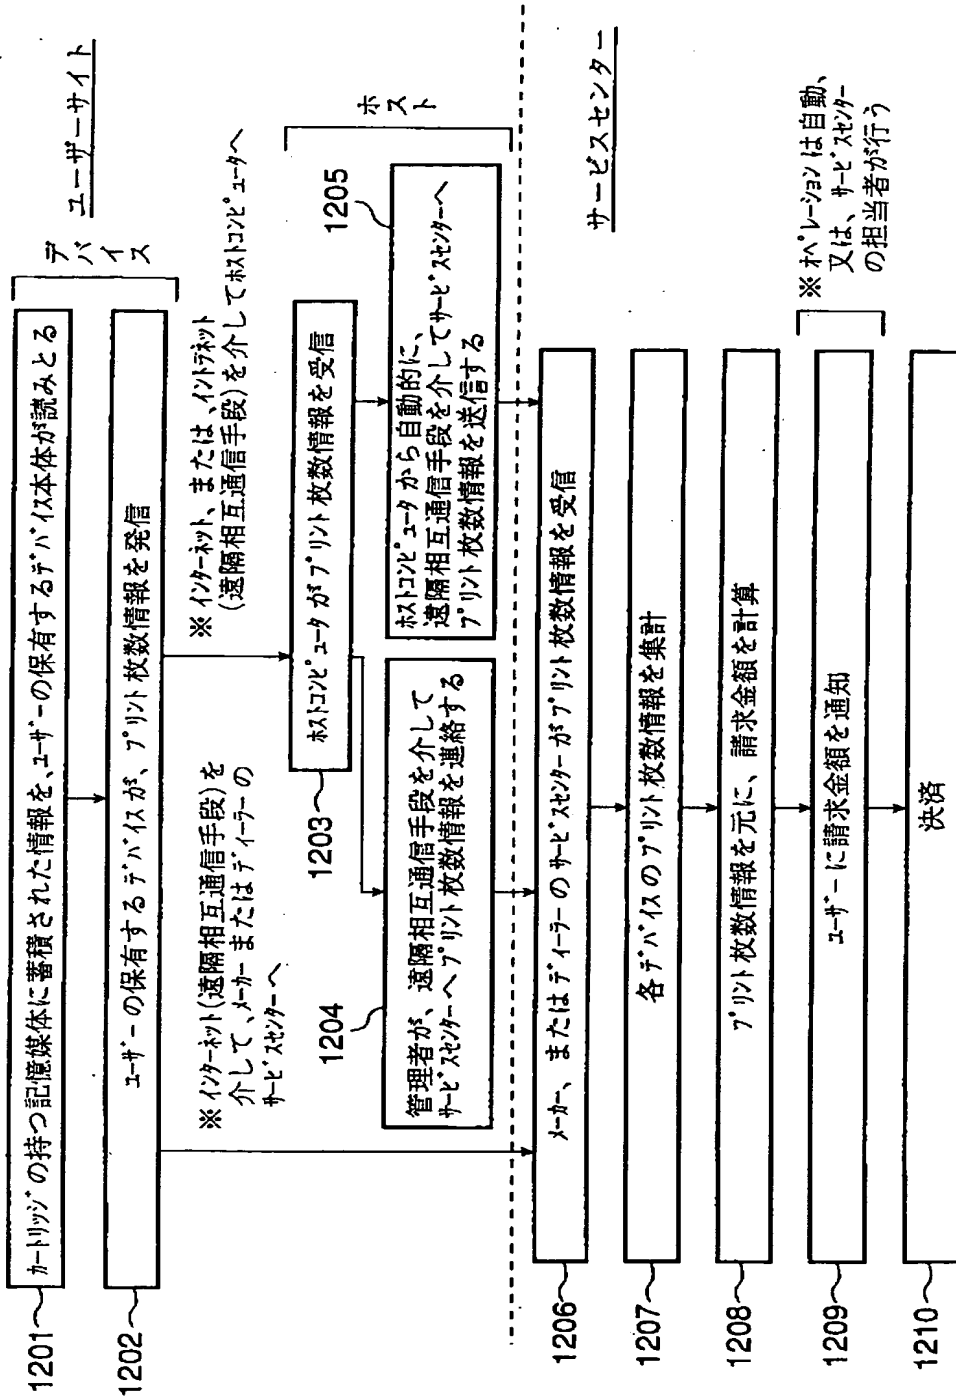 ユーザーサイト
デバイス
1201
カートリッジの持つ記憶媒体に蓄積された情報を、ユーザーの保有するデバイス本体が読みとる
1202
ユーザーの保有するデバイスが、プリント枚数情報を発信
※インターネット、または、イントラネット
(遠隔相互通信手段)を介してホストコンピュータへ
※インターネット(遠隔相互通信手段)を
介して、メーカーまたはディーラーの
サービスセンターへ
ホスト
1203
ホストコンピュータがプリント枚数情報を受信
1204
管理者が、遠隔相互通信手段を介して
サービスセンターへプリント枚数情報を連絡する
1205
ホストコンピュータから自動的に、
遠隔相互通信手段を介してサービスセンターへ
プリント枚数情報を送信する
サービスセンター
1206
メーカー、またはディーラーのサービスセンターがプリント枚数情報を受信
1207
各デバイスのプリント枚数情報を集計
1208
プリント枚数情報を元に、請求金額を計算
1209
ユーザーに請求金額を通知
※オペレーションは自動、
又は、サービスセンター
の担当者が行う
1210
決済